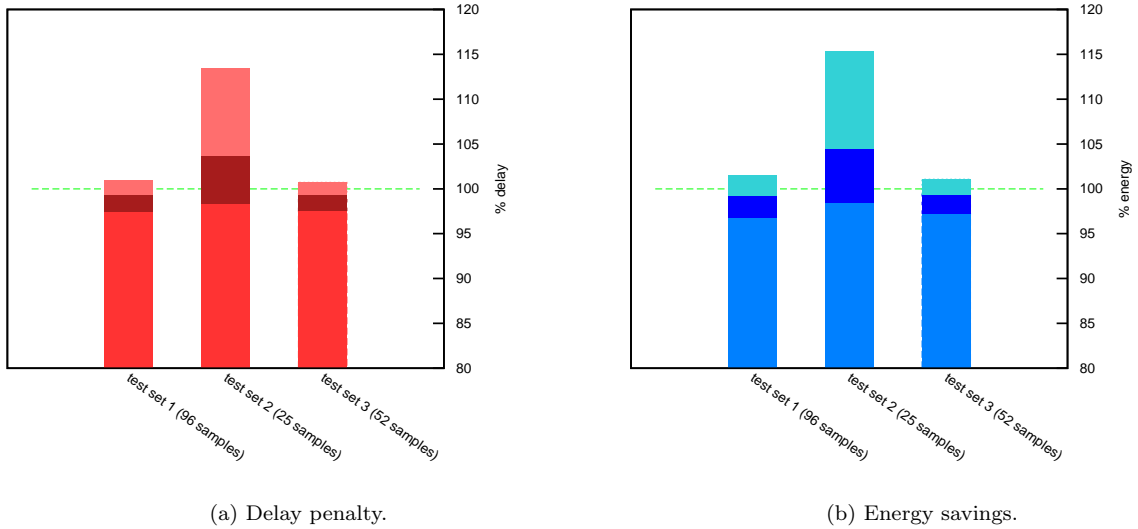 120
115
110
105
100
95
90
85
80
% delay
test set 1 (96 samples)
test set 2 (25 samples)
test set 3 (52 samples)
(a) Delay penalty.
120
115
110
105
100
95
90
85
80
% energy
test set 1 (96 samples)
test set 2 (25 samples)
test set 3 (52 samples)
(b) Energy savings.